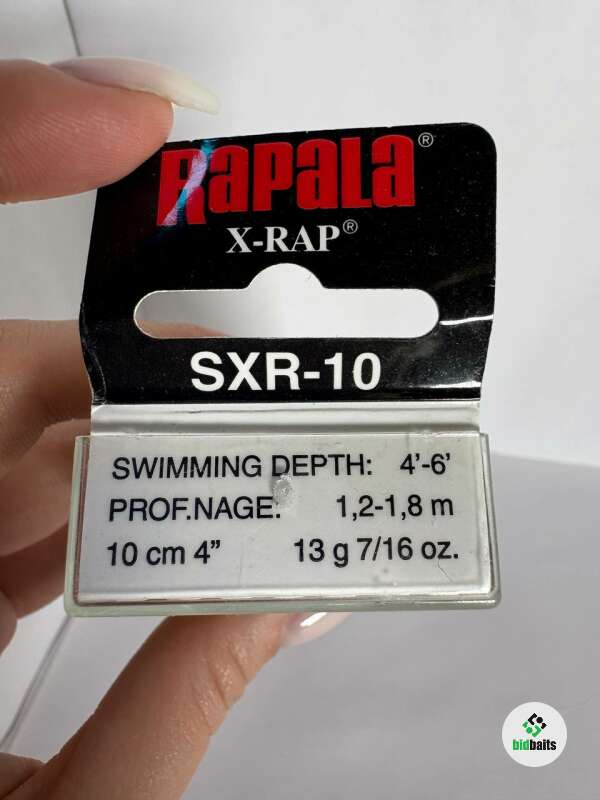 Rapala®
X-RAP®
SXR-10
SWIMMING DEPTH: 4'-6'
PROF.NAGE: 1,2-1,8 m
10 cm 4" 13 g 7/16 oz.
bidbaits